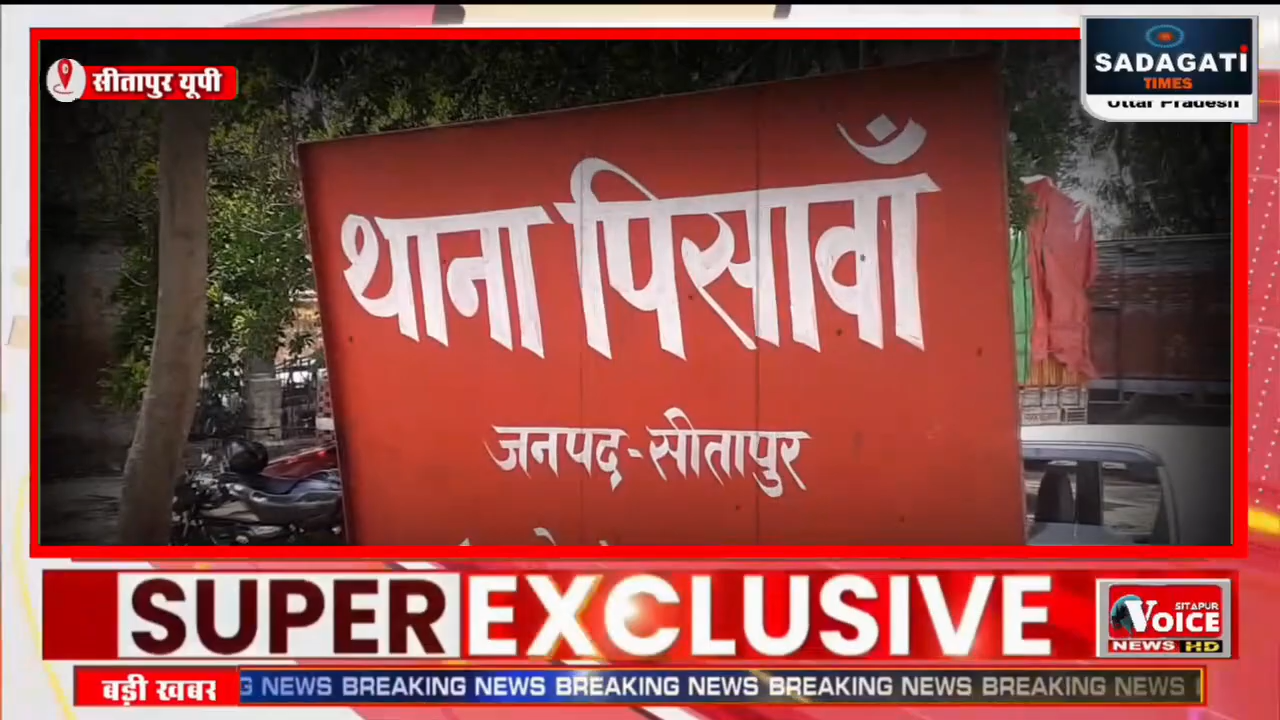 सीतापुर यूपी
SADAGATI
TIMES
Uttar Pradesh
थाना पिसावाँ
जनपद-सीतापुर
SUPER EXCLUSIVE
SITAPUR
VOICE
NEWS HD
बड़ी खबर
G NEWS BREAKING NEWS BREAKING NEWS BREAKING NEWS BREAKING NEWS